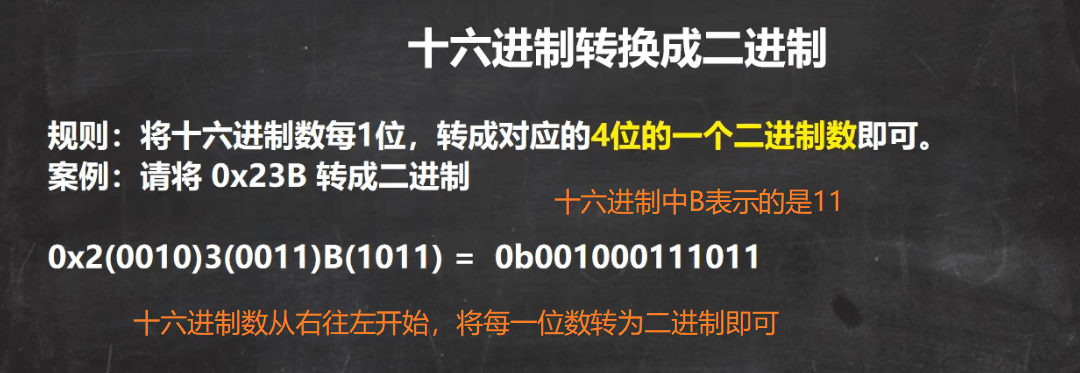 十六进制转换成二进制
规则：将十六进制数每1位，转成对应的4位的一个二进制数即可。
案例：请将 0x23B 转成二进制
十六进制中B表示的是11
0x2(0010)3(0011)B(1011) = 0b001000111011
十六进制数从右往左开始，将每一位数转为二进制即可